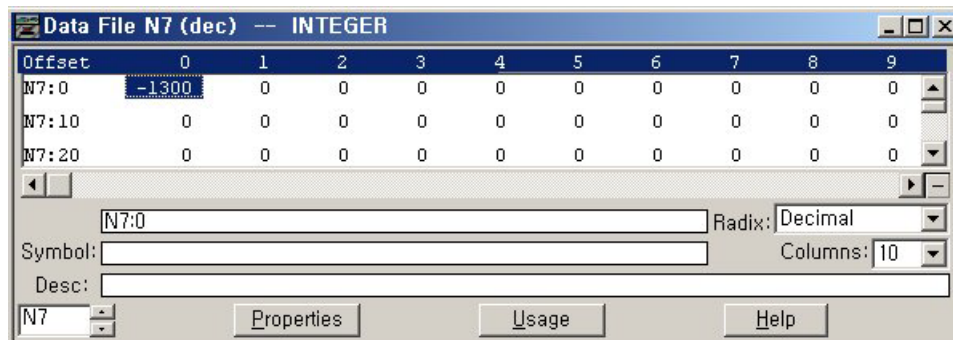 Data File N7 (dec) -- INTEGER
Offset 0 1 2 3 4 5 6 7 8 9
N7:0 -1300 0 0 0 0 0 0 0 0 0
N7:10 0 0 0 0 0 0 0 0 0 0
N7:20 0 0 0 0 0 0 0 0 0 0
N7:0 Radix: Decimal
Symbol: Columns: 10
Desc:
N7 Properties Usage Help